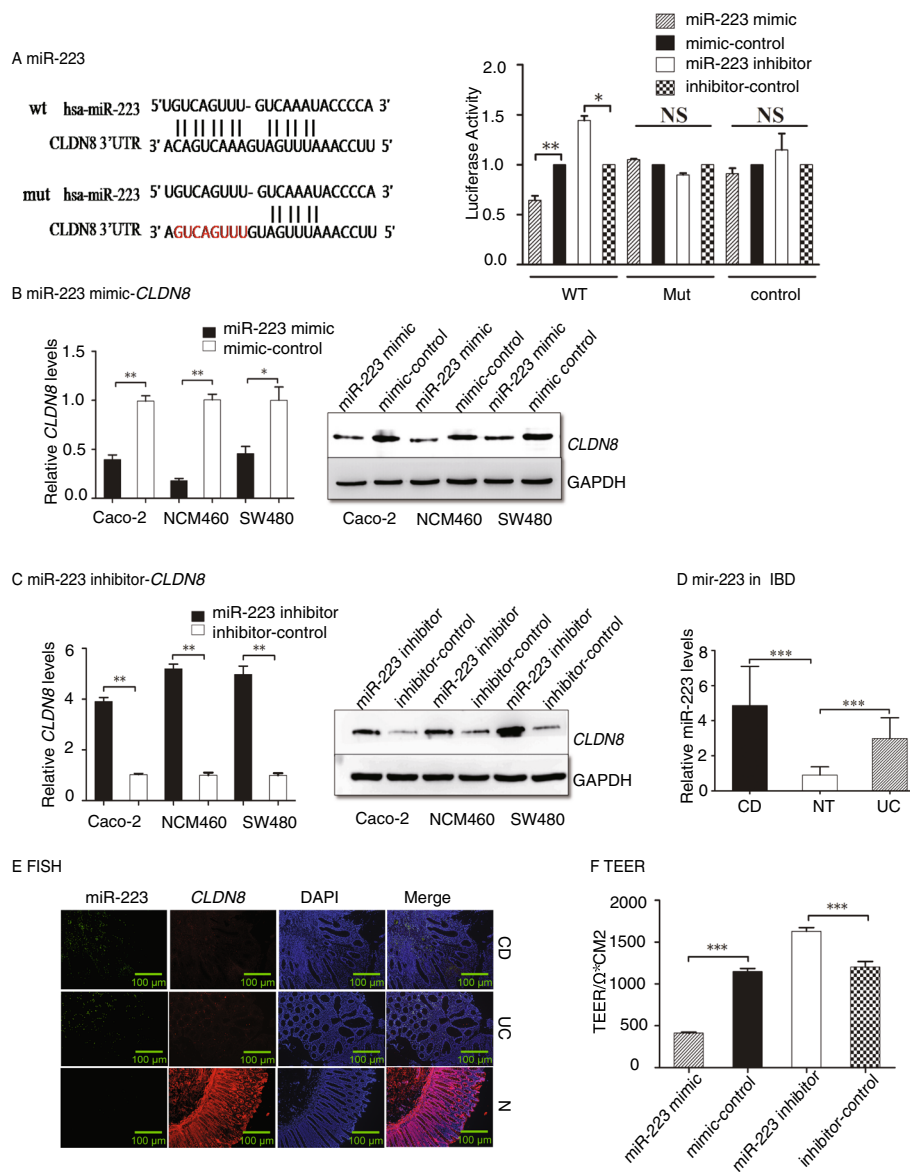 A miR-223
wt hsa-miR-223 5'UGUCAGUUU- GUCAAAUACCCCA 3'
CLDN8 3'UTR 3' ACAGUCAAAGUAGUUUAAACCUU 5'
mut hsa-miR-223 5' UGUCAGUUU- GUCAAAUACCCCA 3'
CLDN8 3'UTR 3' AGUCAGUUUGUAGUUUAAACCUU 5'
miR-223 mimic
mimic-control
miR-223 inhibitor
inhibitor-control
Luciferase Activity
2.0
1.5
1.0
0.5
0.0
** * NS NS
WT Mut control
B miR-223 mimic-CLDN8
miR-223 mimic
mimic-control
Relative CLDN8 levels
1.5
1.0
0.5
0.0
** ** *
Caco-2 NCM460 SW480
miR-223 mimic mimic-control miR-223 mimic mimic-control miR-223 mimic mimic control
CLDN8
GAPDH
Caco-2 NCM460 SW480
C miR-223 inhibitor-CLDN8
miR-223 inhibitor
inhibitor-control
Relative CLDN8 levels
6
4
2
0
** ** **
Caco-2 NCM460 SW480
miR-223 inhibitor inhibitor-control miR-223 inhibitor inhibitor-control miR-223 inhibitor inhibitor-control
CLDN8
GAPDH
Caco-2 NCM460 SW480
D mir-223 in IBD
Relative miR-223 levels
8
6
4
2
0
*** ***
CD NT UC
E FISH
miR-223 CLDN8 DAPI Merge
100 µm 100 µm 100 µm 100 µm
CD
100 µm 100 µm 100 µm 100 µm
UC
100 µm 100 µm 100 µm 100 µm
N
F TEER
TEER/Ω*CM2
2000
1500
1000
500
0
*** ***
miR-223 mimic mimic-control miR-223 inhibitor inhibitor-control